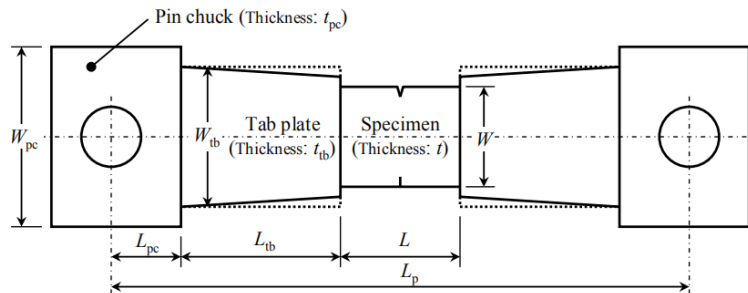 Pin chuck (Thickness: tpc)
Wpc
Wtb
Tab plate
(Thickness: ttb)
Specimen
(Thickness: t)
W
Lpc
Ltb
L
Lp